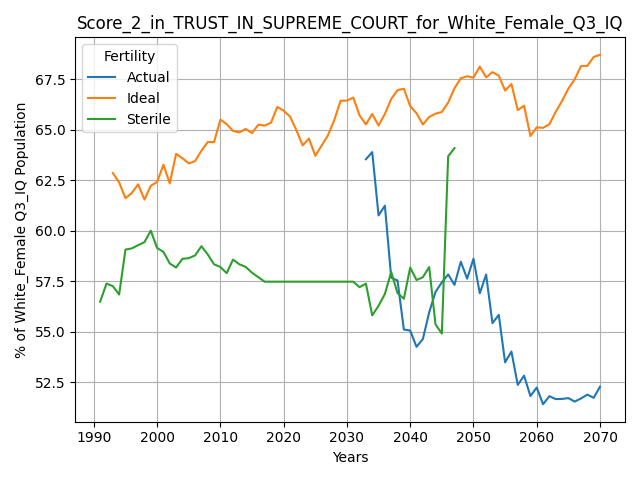 Score_2_in_TRUST_IN_SUPREME_COURT_for_White_Female_Q3_IQ
Fertility
Actual
Ideal
Sterile
% of White_Female Q3_IQ Population
67.5
65.0
62.5
60.0
57.5
55.0
52.5
1990 2000 2010 2020 2030 2040 2050 2060 2070
Years